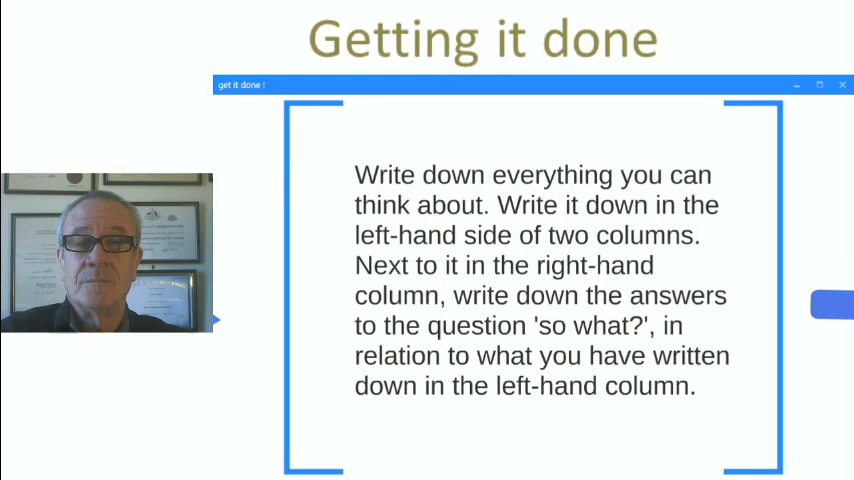 Getting it done
get it done !
Write down everything you can
think about. Write it down in the
left-hand side of two columns.
Next to it in the right-hand
column, write down the answers
to the question 'so what?', in
relation to what you have written
down in the left-hand column.